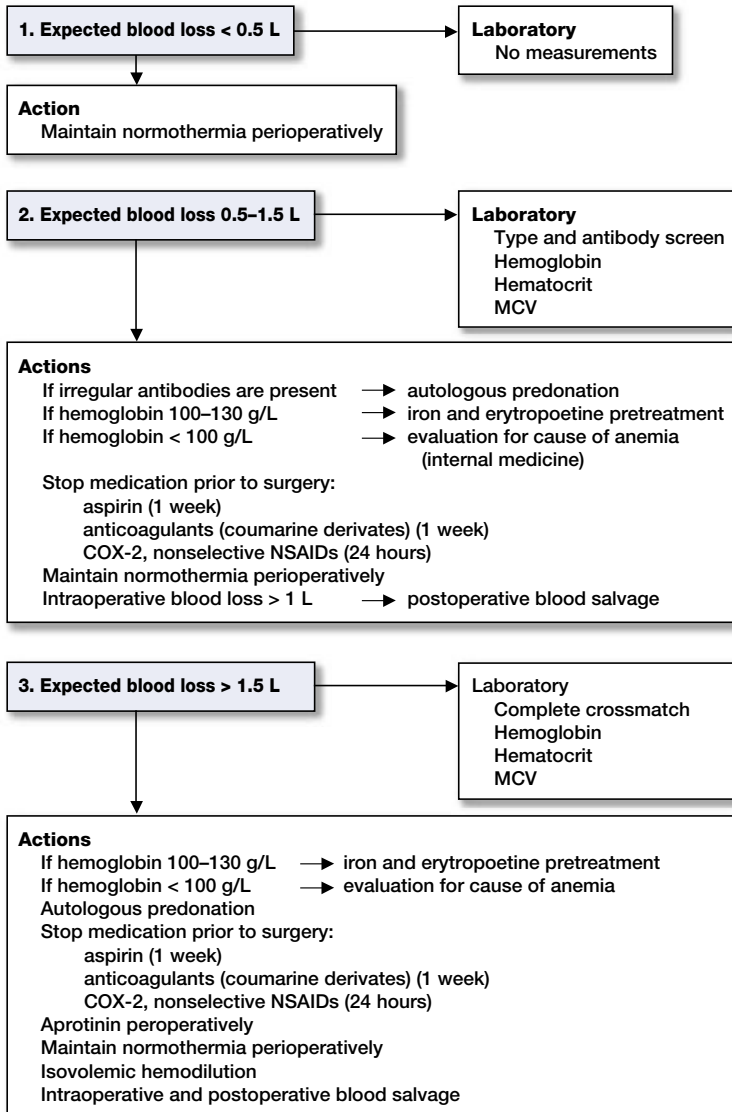 1. Expected blood loss < 0.5 L
Laboratory
No measurements
Action
Maintain normothermia perioperatively
2. Expected blood loss 0.5–1.5 L
Laboratory
Type and antibody screen
Hemoglobin
Hematocrit
MCV
Actions
If irregular antibodies are present → autologous predonation
If hemoglobin 100–130 g/L → iron and erytropoetine pretreatment
If hemoglobin < 100 g/L → evaluation for cause of anemia
(internal medicine)
Stop medication prior to surgery:
aspirin (1 week)
anticoagulants (coumarine derivates) (1 week)
COX-2, nonselective NSAIDs (24 hours)
Maintain normothermia perioperatively
Intraoperative blood loss > 1 L → postoperative blood salvage
3. Expected blood loss > 1.5 L
Laboratory
Complete crossmatch
Hemoglobin
Hematocrit
MCV
Actions
If hemoglobin 100–130 g/L → iron and erytropoetine pretreatment
If hemoglobin < 100 g/L → evaluation for cause of anemia
Autologous predonation
Stop medication prior to surgery:
aspirin (1 week)
anticoagulants (coumarine derivates) (1 week)
COX-2, nonselective NSAIDs (24 hours)
Aprotinin peroperatively
Maintain normothermia perioperatively
Isovolemic hemodilution
Intraoperative and postoperative blood salvage